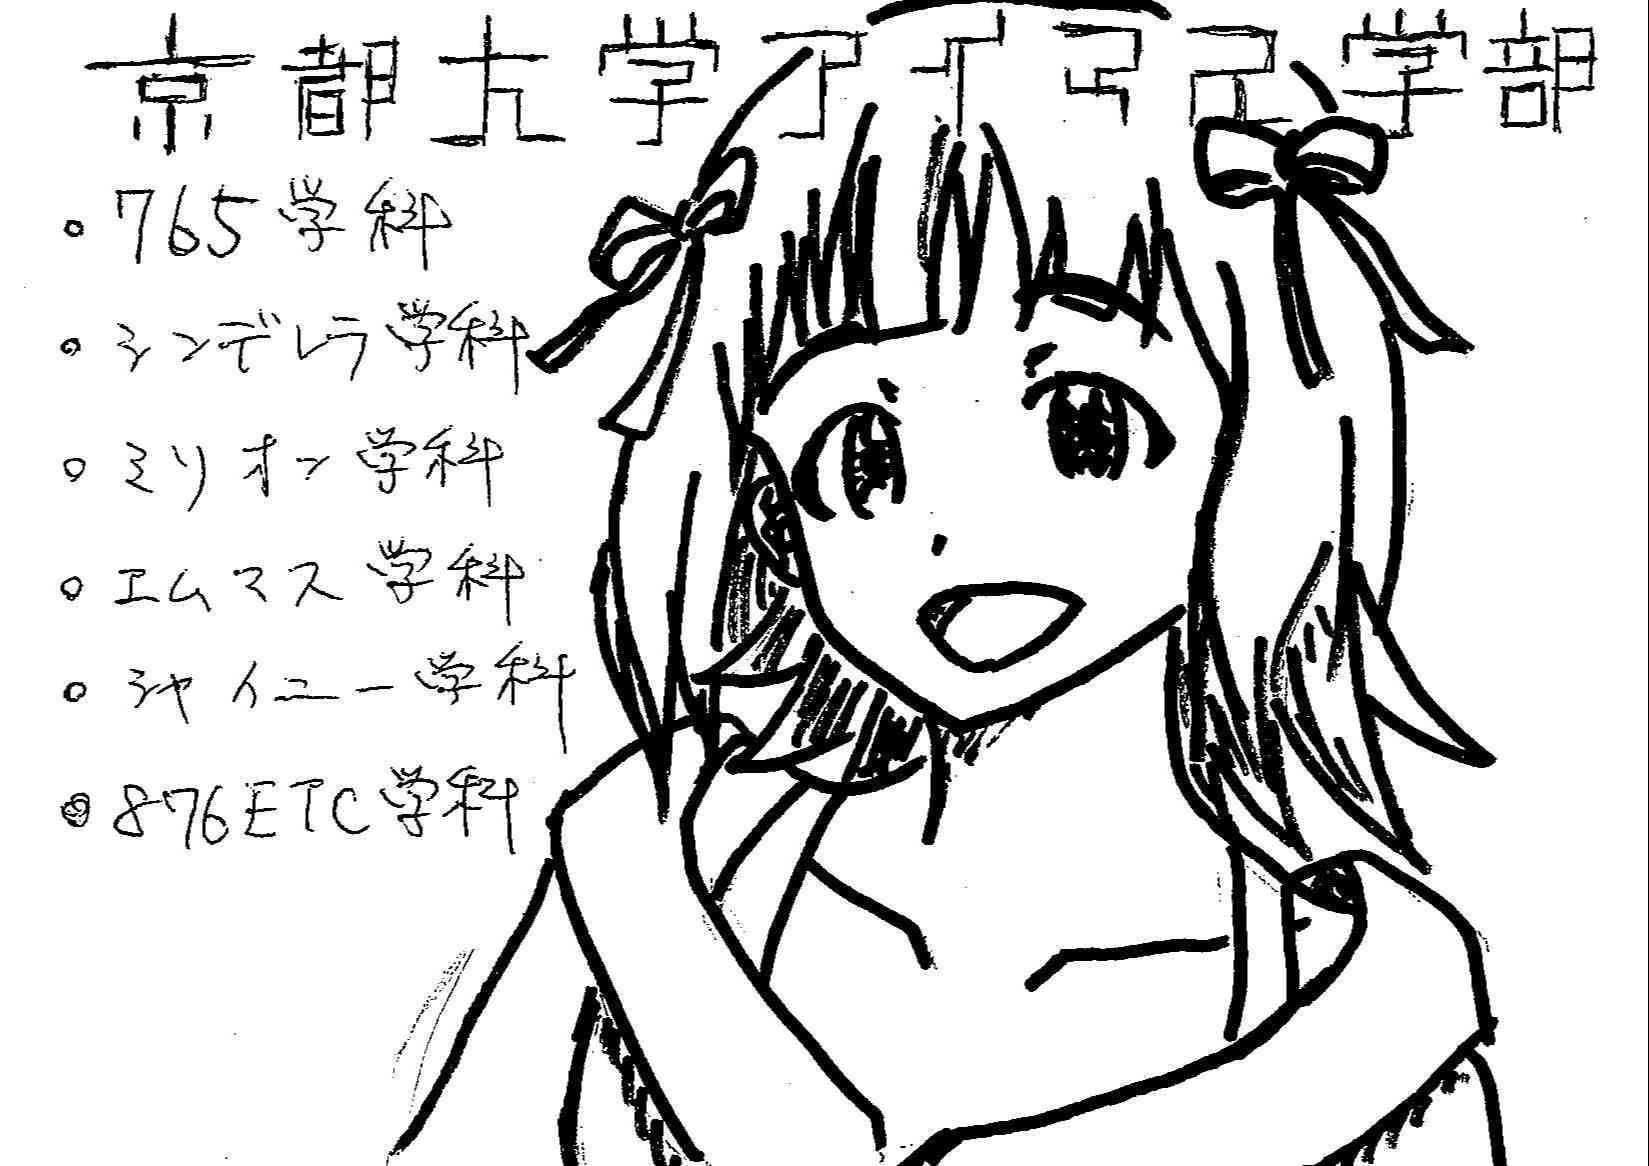 京都大学アイマス学部
・765学科
・シンデレラ学科
・ミリオン学科
・エムマス学科
・シャイニー学科
・876ETC学科